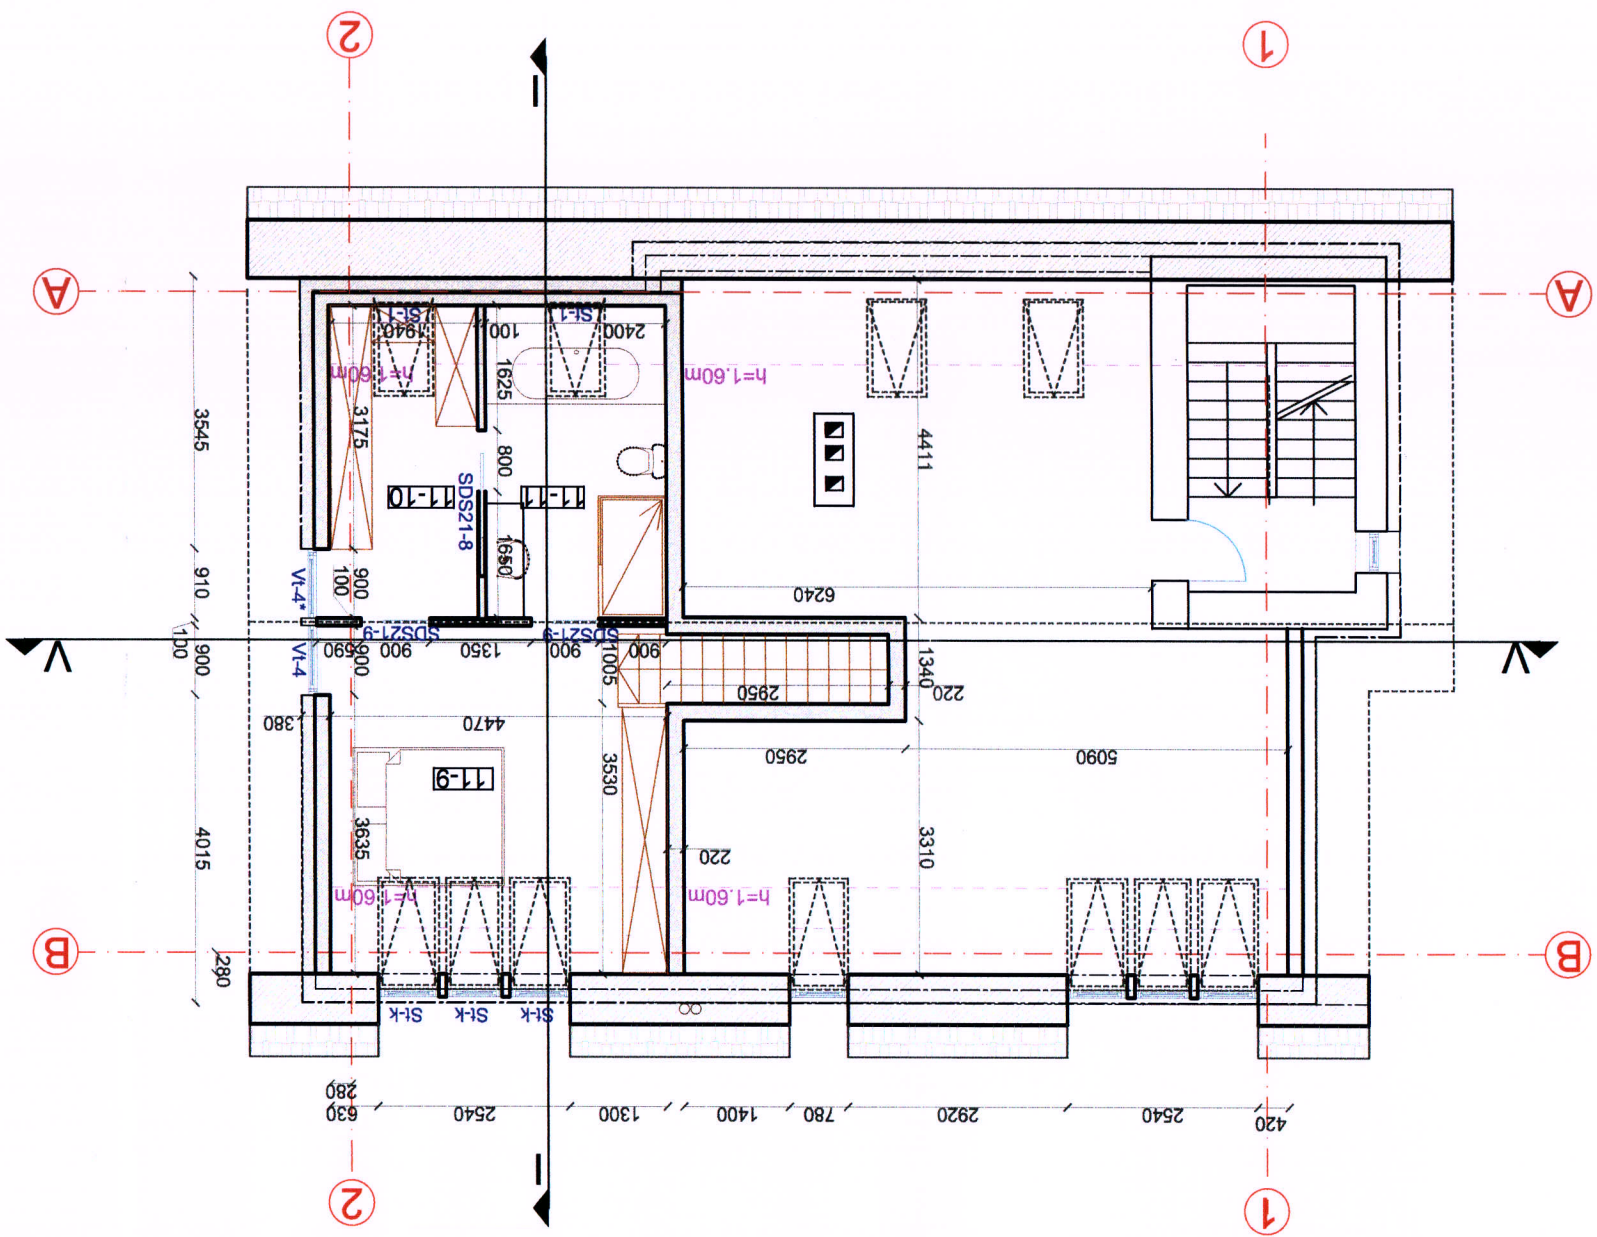 2
1
I
A
A
St-1
St-1
1940
100
2400
h=1.60m
h=1.60m
1625
3175
3545
4411
800
SDS21-8
11-10
11-11
1650
910
Vt-4*
900
100
6240
SDS21-9
SDS21-9
V
100
900
Vt-4
590
900
900
1350
900
1005
900
1340
V
2950
220
380
4470
2950
5090
11-9
3530
4015
3635
220
3310
h=1.60m
h=1.60m
B
280
B
St-k
St-k
St-k
280
630
2540
1300
1400
780
2920
2540
420
I
2
1